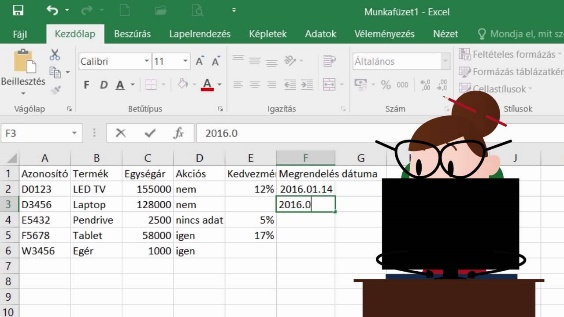 Munkafüzet1 - Excel
Fájl Kezdőlap Beszúrás Lapelrendezés Képletek Adatok Véleményezés Nézet Mondja el, mit sz
Beillesztés
Calibri 11 A A
F D A
Általános
% 000
Feltételes formázás
Formázás táblázatkén
Cellastílusok
Vágólap Betűtípus Igazítás Szám Stílusok
F3 fx 2016.0
A B C D E F G J
1 Azonosító Termék Egységár Akciós Kedvezmé Megrendelés dátuma
2 D0123 LED TV 155000 nem 12% 2016.01.14
3 D3456 Laptop 128000 nem 2016.0
4 E5432 Pendrive 2500 nincs adat 5%
5 F5678 Tablet 58000 igen 17%
6 W3456 Egér 1000 igen
7
8
9
10